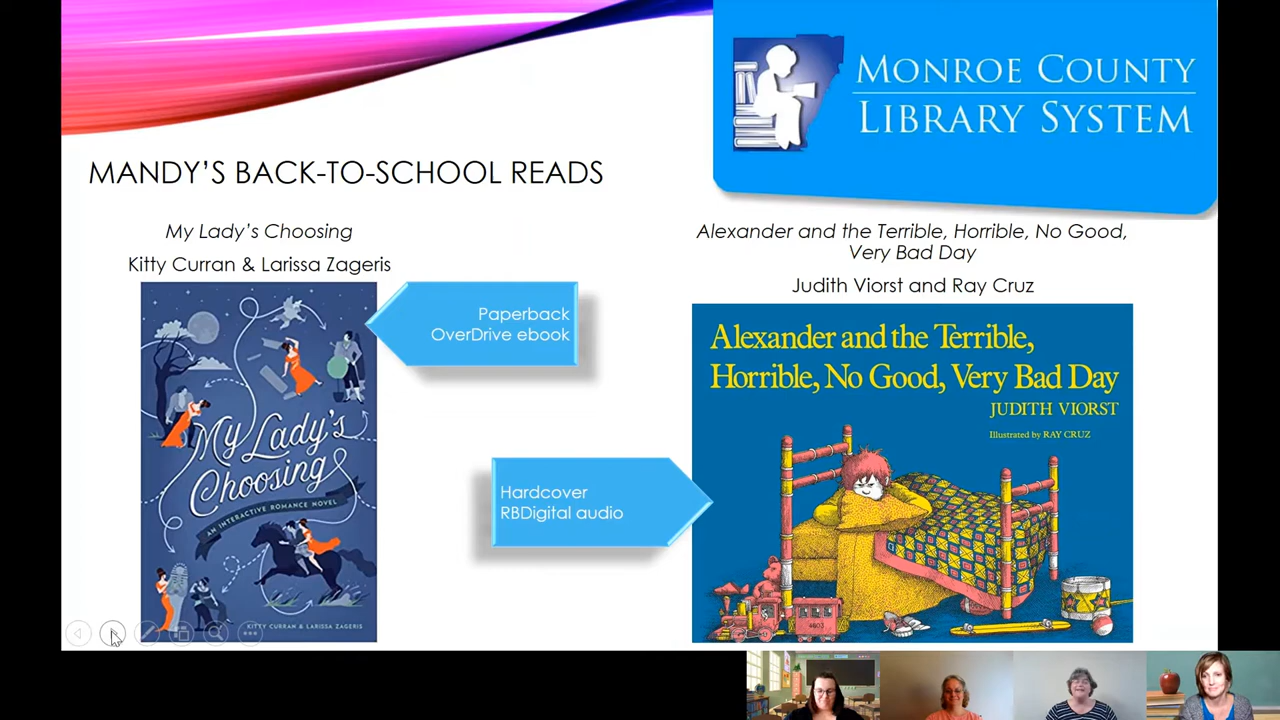 MONROE COUNTY
LIBRARY SYSTEM
MANDY'S BACK-TO-SCHOOL READS
My Lady's Choosing
Kitty Curran & Larissa Zageris
Paperback
OverDrive ebook
My Lady's
Choosing
AN INTERACTIVE ROMANCE NOVEL
KITTY CURRAN & LARISSA ZAGERIS
Alexander and the Terrible, Horrible, No Good,
Very Bad Day
Judith Viorst and Ray Cruz
Hardcover
RBDigital audio
Alexander and the Terrible,
Horrible, No Good, Very Bad Day
JUDITH VIORST
Illustrated by RAY CRUZ
4603